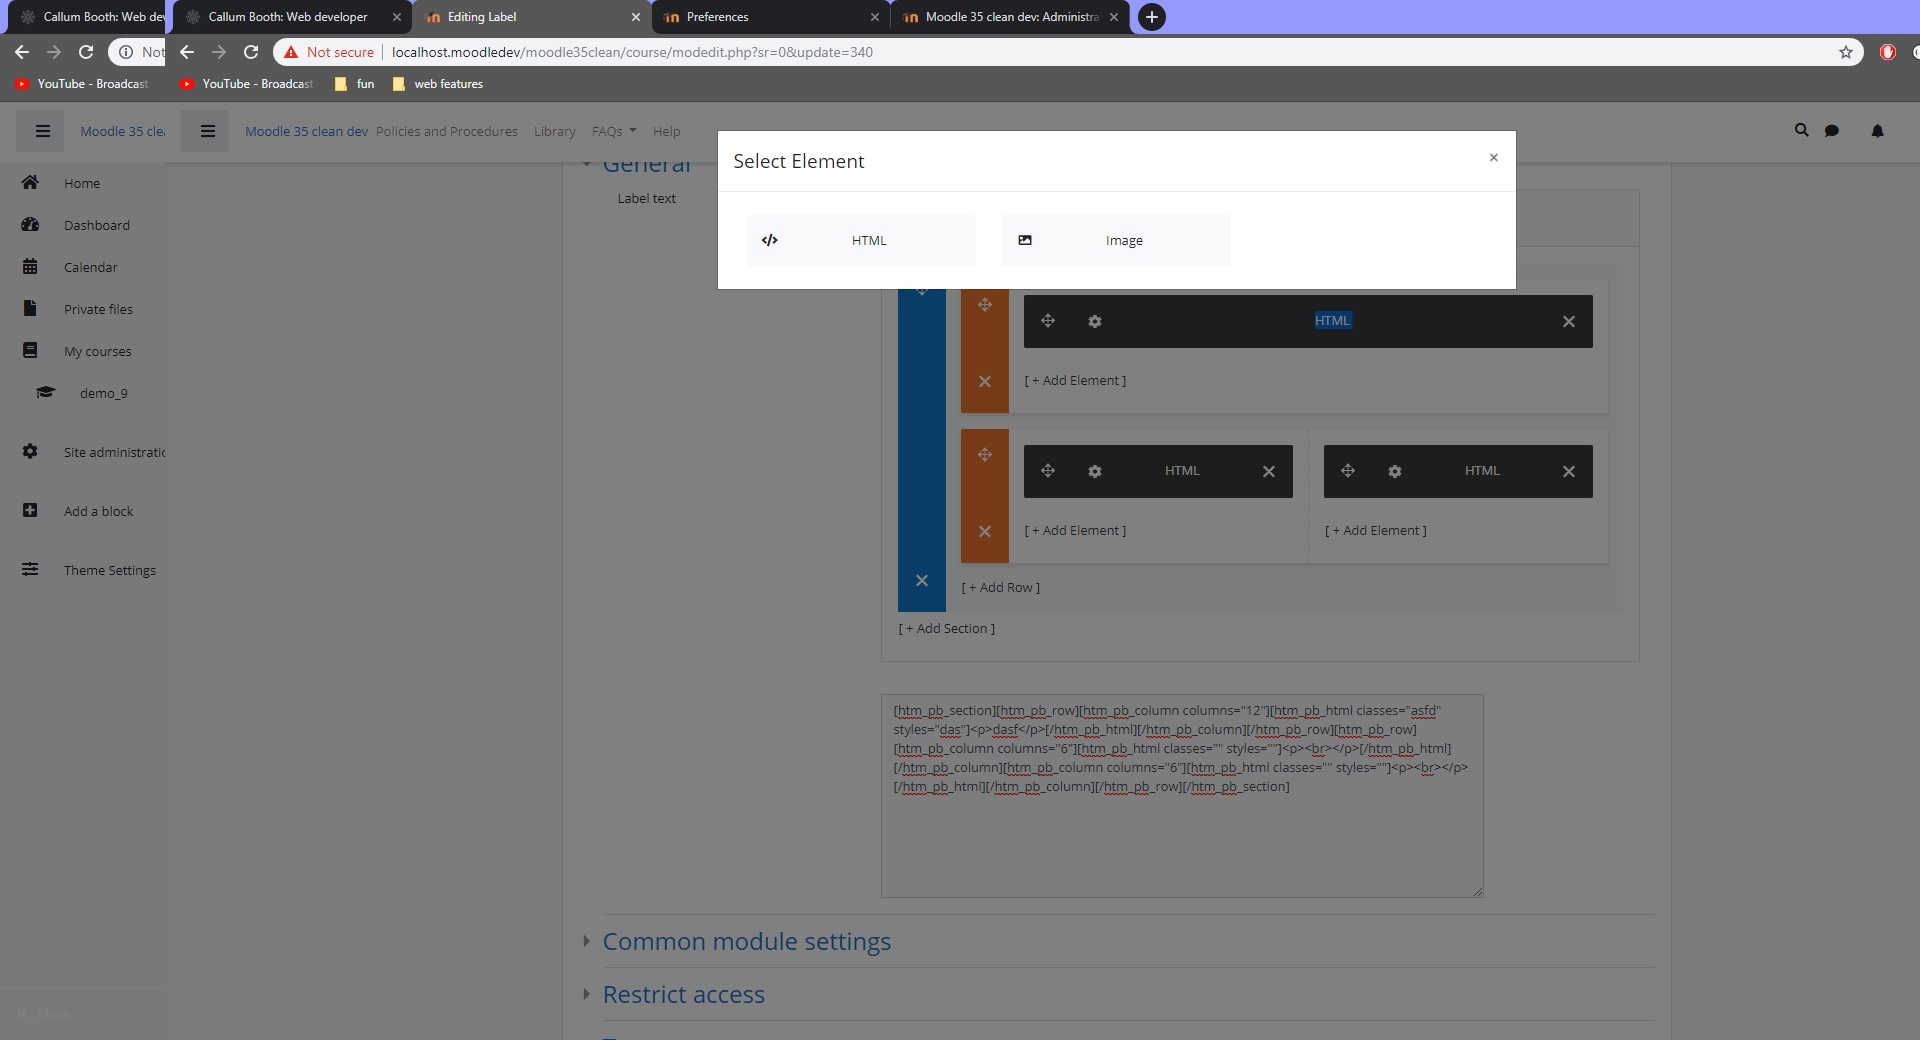 Callum Booth: Web dev
Callum Booth: Web developer
Editing Label
Preferences
Moodle 35 clean dev: Administra
Not
Not secure
localhost.moodledev/moodle35clean/course/modedit.php?sr=0&update=340
YouTube - Broadcast
YouTube - Broadcast
fun
web features
Moodle 35 clea
Moodle 35 clean dev
Policies and Procedures
Library
FAQs
Help
Home
Dashboard
Calendar
Private files
My courses
demo_9
Site administratio
Add a block
Theme Settings
Close
General
Label text
Select Element
×
HTML
Image
HTML
[ + Add Element ]
HTML
HTML
[ + Add Element ]
[ + Add Element ]
[ + Add Row ]
[ + Add Section ]
[htm_pb_section][htm_pb_row][htm_pb_column columns="12"][htm_pb_html classes="asfd"
styles="das"]<p>dasf</p>[/htm_pb_html][/htm_pb_column][/htm_pb_row][htm_pb_row]
[htm_pb_column columns="6"][htm_pb_html classes="" styles=""]<p><br></p>[/htm_pb_html]
[/htm_pb_column][htm_pb_column columns="6"][htm_pb_html classes="" styles=""]<p><br></p>
[/htm_pb_html][/htm_pb_column][/htm_pb_row][/htm_pb_section]
Common module settings
Restrict access